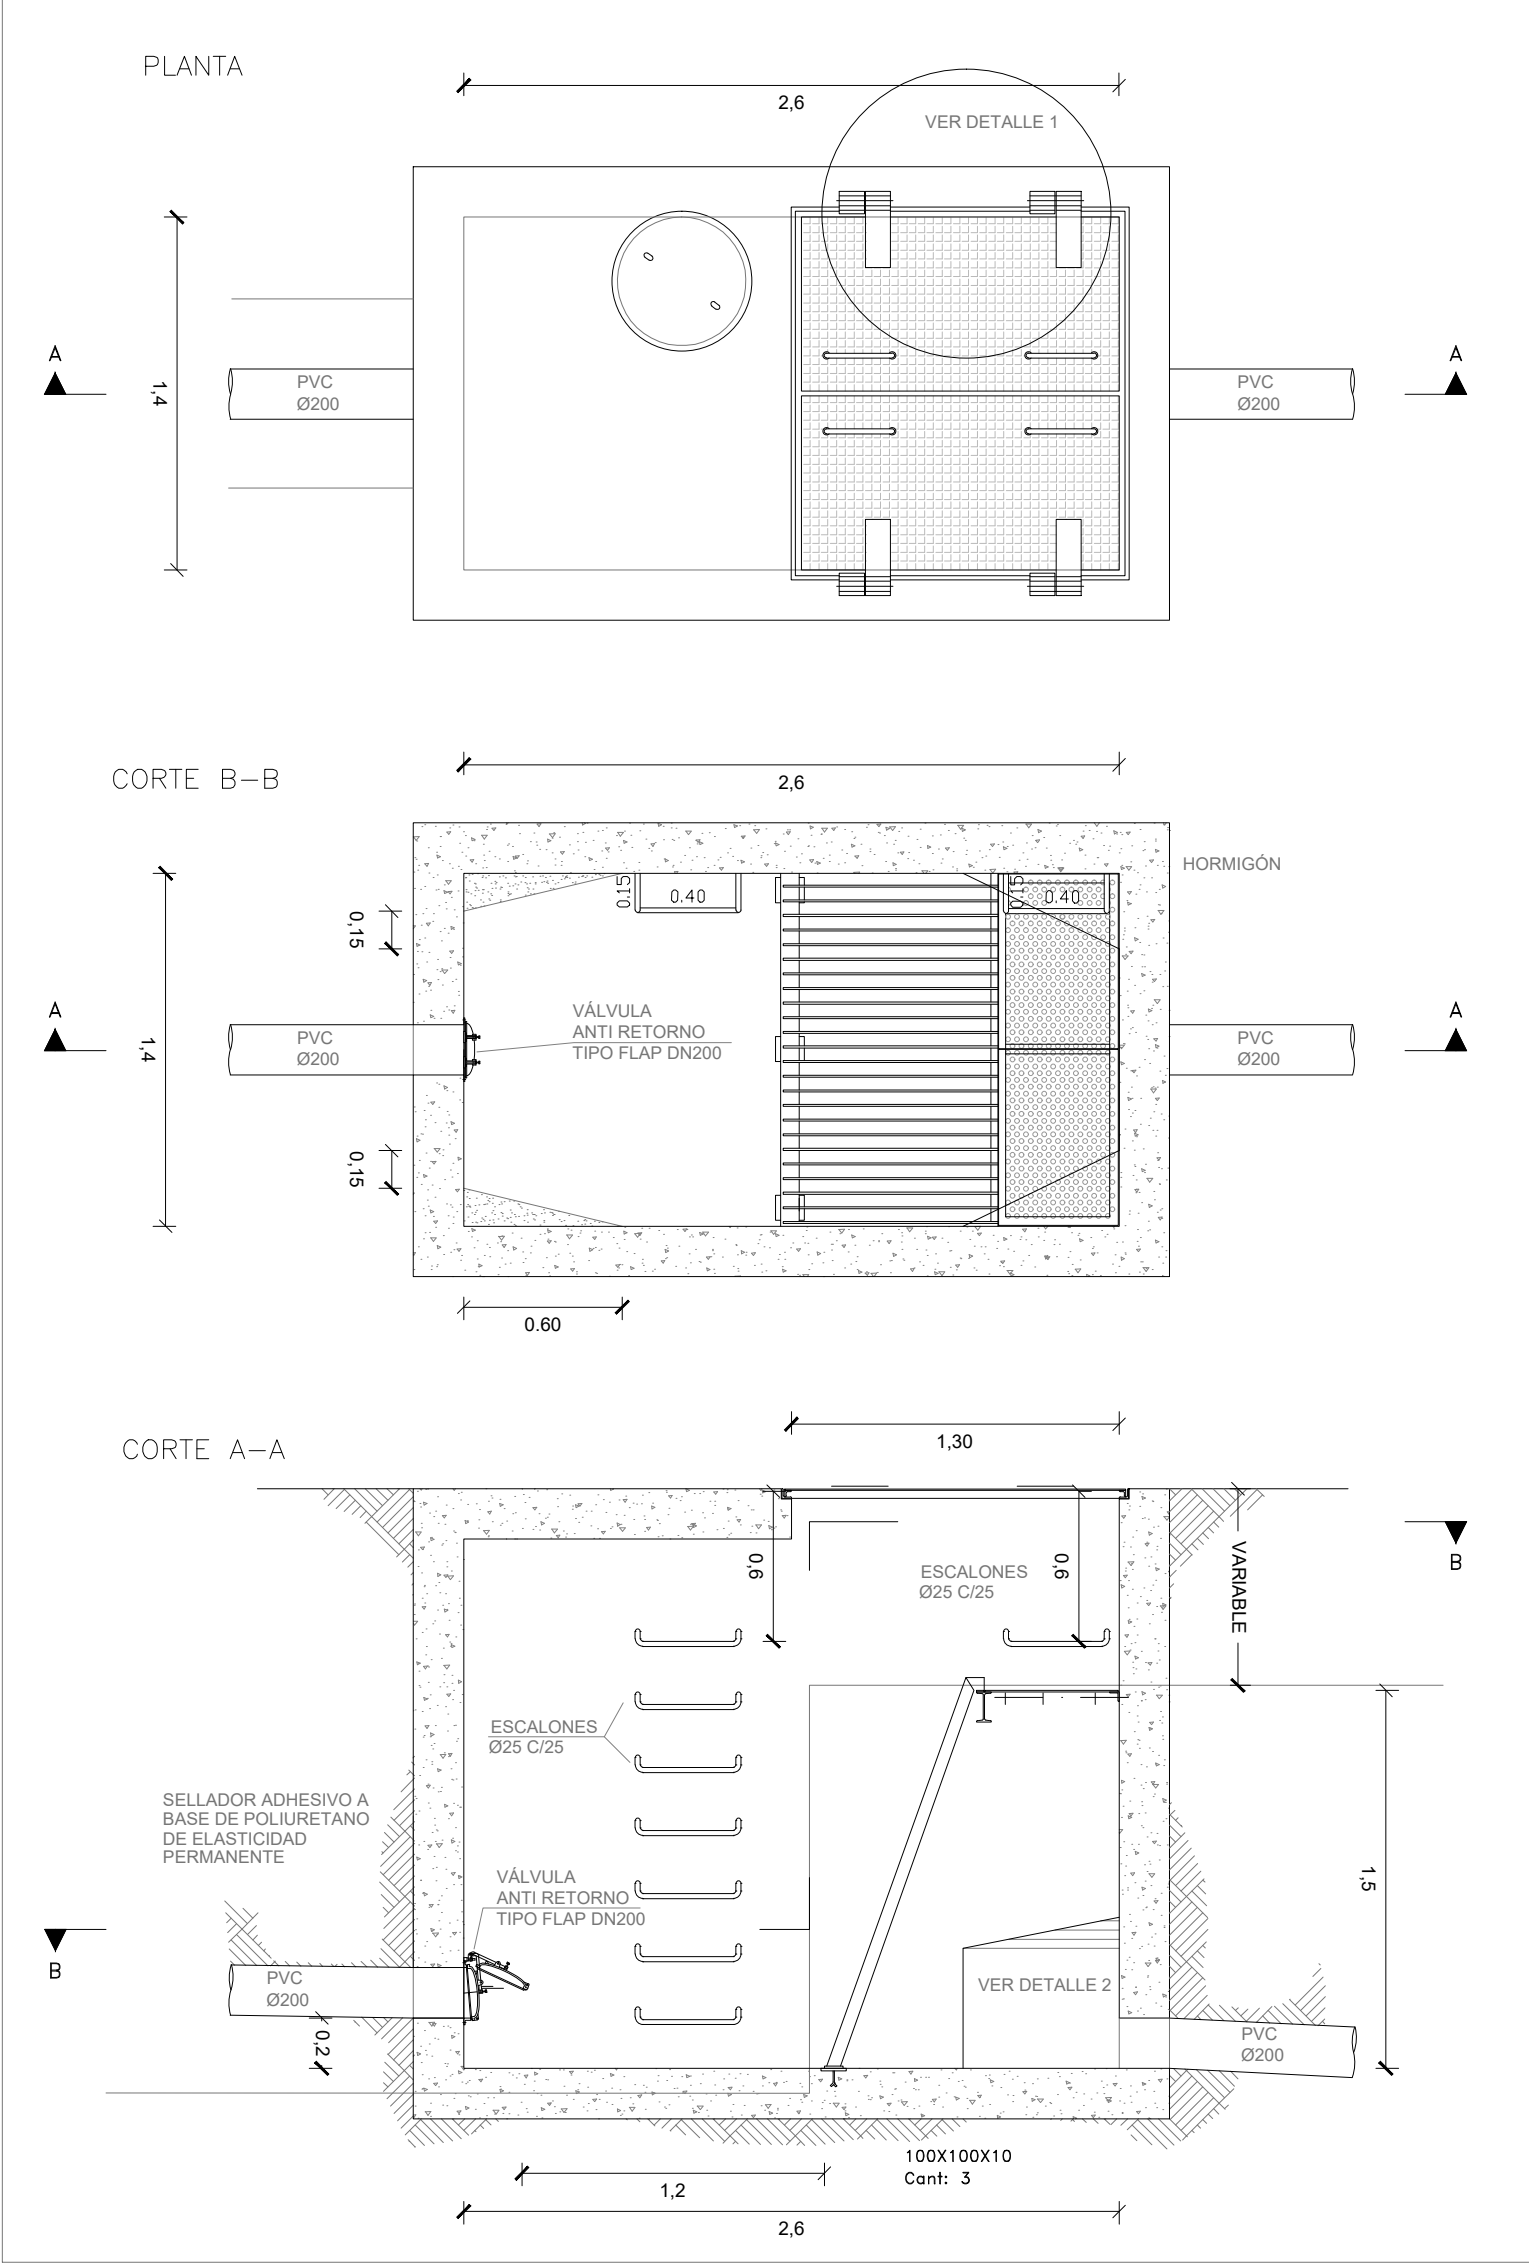 PLANTA
2,6
VER DETALLE 1
1,4
A
A
PVC
Ø200
PVC
Ø200
CORTE B-B
2,6
HORMIGÓN
0,15
0.15
0.40
0.15
0.40
VÁLVULA
ANTI RETORNO
TIPO FLAP DN200
A
A
1,4
PVC
Ø200
PVC
Ø200
0,15
0.60
CORTE A-A
1,30
0,6
0,6
ESCALONES
Ø25 C/25
VARIABLE
B
ESCALONES
Ø25 C/25
SELLADOR ADHESIVO A
BASE DE POLIURETANO
DE ELASTICIDAD
PERMANENTE
VÁLVULA
ANTI RETORNO
TIPO FLAP DN200
1,5
B
PVC
Ø200
VER DETALLE 2
0,2
PVC
Ø200
100X100X10
Cant: 3
1,2
2,6